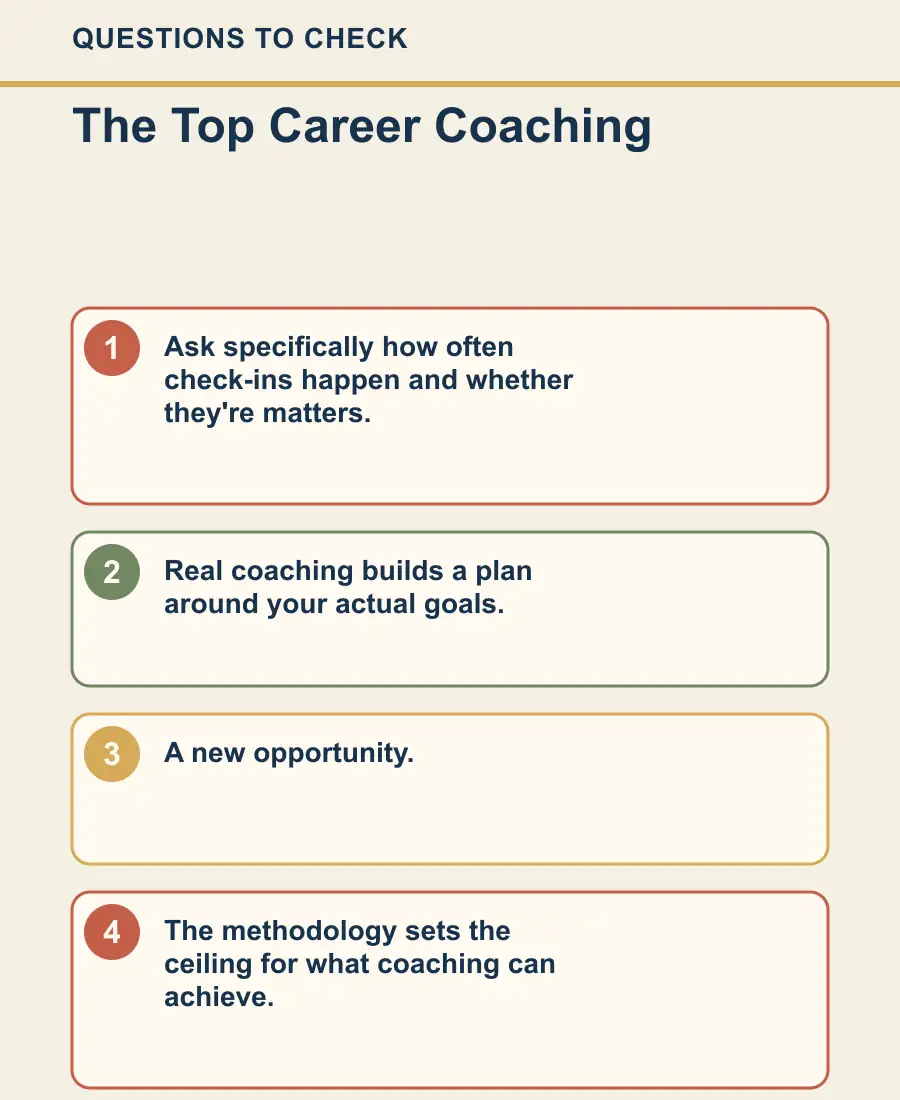 QUESTIONS TO CHECK
The Top Career Coaching
1
Ask specifically how often
check-ins happen and whether
they're matters.
2
Real coaching builds a plan
around your actual goals.
3
A new opportunity.
4
The methodology sets the
ceiling for what coaching can
achieve.